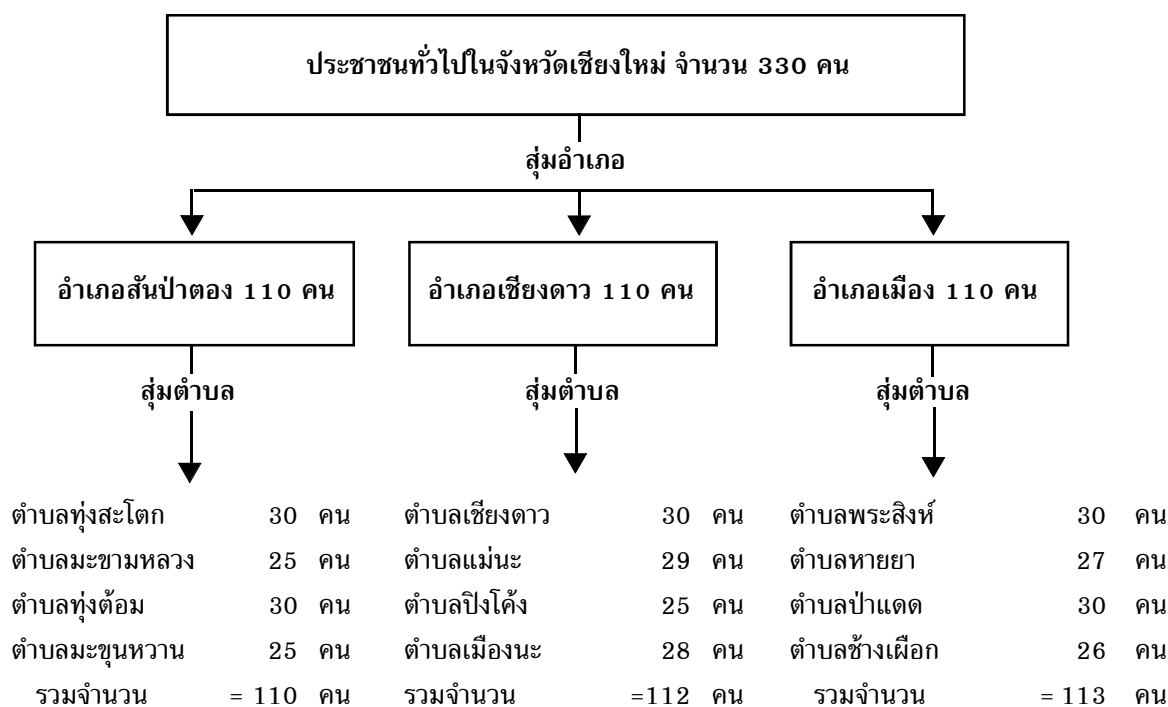 ประชาชนทั่วไปในจังหวัดเชียงใหม่ จำนวน 330 คน
สุ่มอำเภอ
อำเภอสันป่าตอง 110 คน
อำเภอเชียงดาว 110 คน
อำเภอเมือง 110 คน
สุ่มตำบล
สุ่มตำบล
สุ่มตำบล
ตำบลทุ่งสะโตก 30 คน
ตำบลมะขามหลวง 25 คน
ตำบลทุ่งต้อม 30 คน
ตำบลมะขุนหวาน 25 คน
รวมจำนวน = 110 คน
ตำบลเชียงดาว 30 คน
ตำบลแม่นะ 29 คน
ตำบลปิงโค้ง 25 คน
ตำบลเมืองนะ 28 คน
รวมจำนวน =112 คน
ตำบลพระสิงห์ 30 คน
ตำบลหายยา 27 คน
ตำบลป่าแดด 30 คน
ตำบลช้างเผือก 26 คน
รวมจำนวน = 113 คน